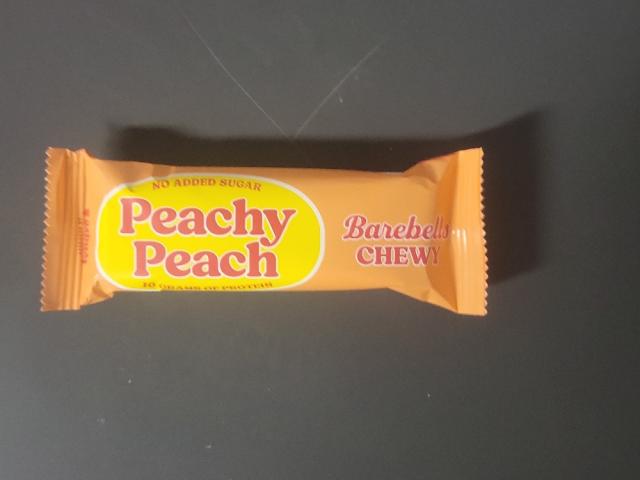 NO ADDED SUGAR
Peachy
Peach
10 GRAMS OF PROTEIN
Barebells
CHEWY